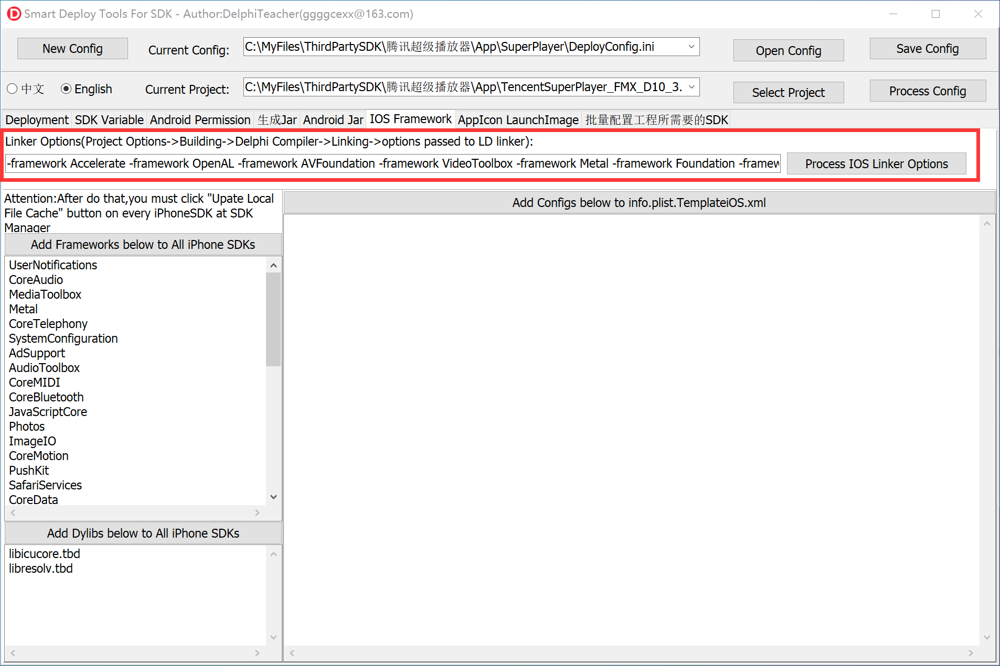 Smart Deploy Tools For SDK - Author:DelphiTeacher(ggggcexx@163.com)
New Config
Current Config:
C:\MyFiles\ThirdPartySDK\腾讯超级播放器\App\SuperPlayer\DeployConfig.ini
Open Config
Save Config
中文
English
Current Project:
C:\MyFiles\ThirdPartySDK\腾讯超级播放器\App\TencentSuperPlayer_FMX_D10_3.
Select Project
Process Config
Deployment SDK Variable Android Permission 生成Jar Android Jar IOS Framework AppIcon LaunchImage 批量配置工程所需要的SDK
Linker Options(Project Options->Building->Delphi Compiler->Linking->options passed to LD linker):
-framework Accelerate -framework OpenAL -framework AVFoundation -framework VideoToolbox -framework Metal -framework Foundation -framew
Process IOS Linker Options
Attention:After do that,you must click "Upate Local
File Cache" button on every iPhoneSDK at SDK
Manager
Add Configs below to info.plist.TemplateiOS.xml
Add Frameworks below to All iPhone SDKs
UserNotifications
CoreAudio
MediaToolbox
Metal
CoreTelephony
SystemConfiguration
AdSupport
AudioToolbox
CoreMIDI
CoreBluetooth
JavaScriptCore
Photos
ImageIO
CoreMotion
PushKit
SafariServices
CoreData
Add Dylibs below to All iPhone SDKs
libicucore.tbd
libresolv.tbd